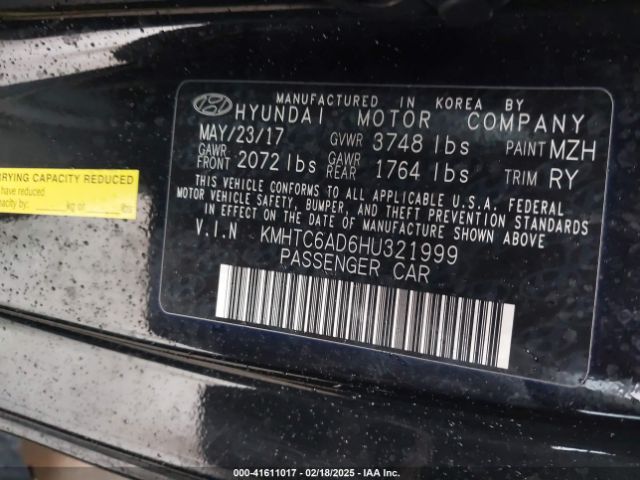 MANUFACTURED IN KOREA BY
HYUNDAI MOTOR COMPANY
MAY/23/17 GVWR 3748 lbs PAINT MZH
GAWR FRONT 2072 lbs GAWR REAR 1764 lbs TRIM RY
THIS VEHICLE CONFORMS TO ALL APPLICABLE U.S.A. FEDERAL
MOTOR VEHICLE SAFETY, BUMPER, AND THEFT PREVENTION STANDARDS
IN EFFECT ON THE DATE OF MANUFACTURE SHOWN ABOVE
V.I.N KMHTC6AD6HU321999
PASSENGER CAR
RYING CAPACITY REDUCED
have reduced
pacity by: kg or lbs
000-41611017 - 02/18/2025 - IAA Inc.